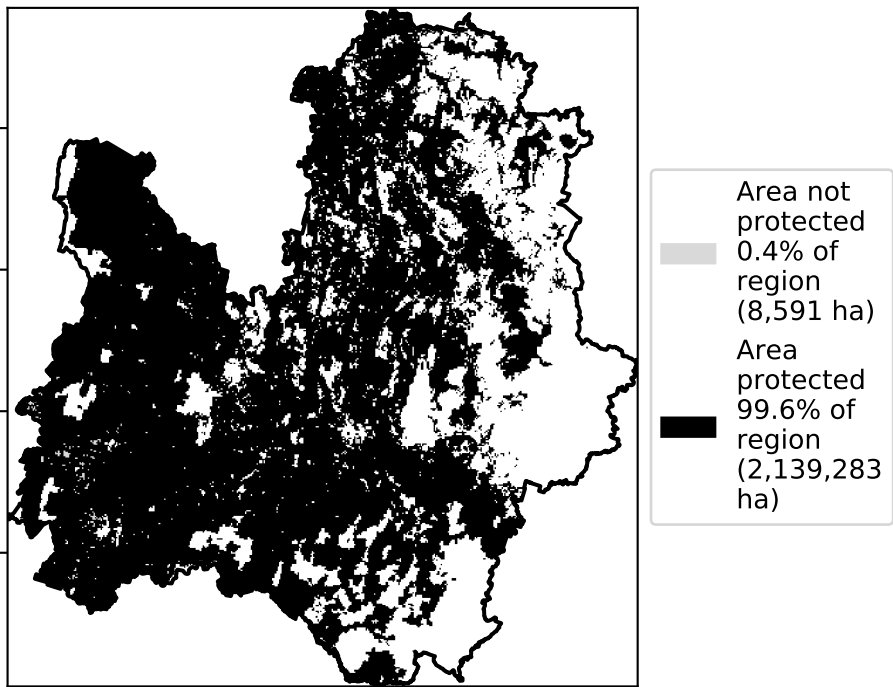 Area not
protected
0.4% of
region
(8,591 ha)
Area
protected
99.6% of
region
(2,139,283
ha)